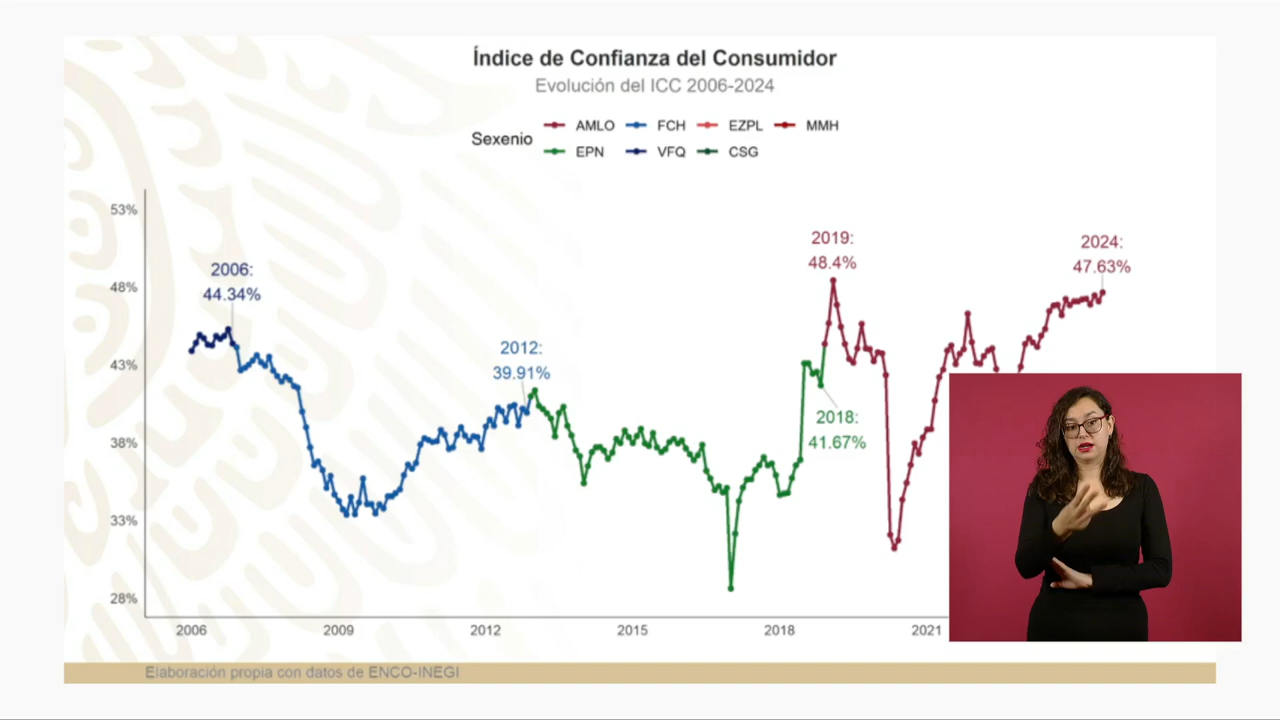 Índice de Confianza del Consumidor
Evolución del ICC 2006-2024
Sexenio
AMLO FCH EZPL MMH
EPN VFQ CSG
53%
48%
43%
38%
33%
28%
2006:
44.34%
2012:
39.91%
2019:
48.4%
2018:
41.67%
2024:
47.63%
2006 2009 2012 2015 2018 2021
Elaboración propia con datos de ENCO-INEGI